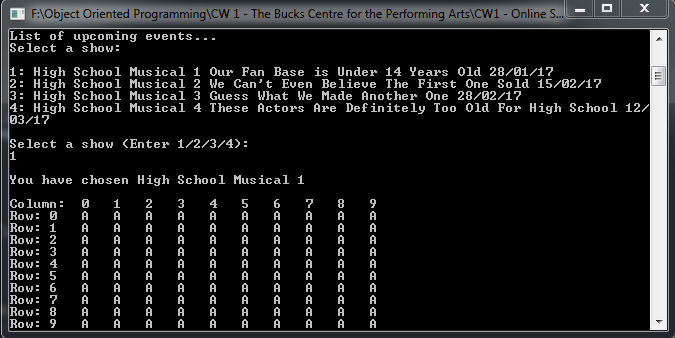 F:\Object Oriented Programming\CW 1 - The Bucks Centre for the Performing Arts\CW1 - Online S...
List of upcoming events...
Select a show:
1: High School Musical 1 Our Fan Base is Under 14 Years Old 28/01/17
2: High School Musical 2 We Can't Even Believe The First One Sold 15/02/17
3: High School Musical 3 Guess What We Made Another One 28/02/17
4: High School Musical 4 These Actors Are Definitely Too Old For High School 12/
03/17
Select a show (Enter 1/2/3/4):
1
You have chosen High School Musical 1
Column: 0 1 2 3 4 5 6 7 8 9
Row: 0 A A A A A A A A A A
Row: 1 A A A A A A A A A A
Row: 2 A A A A A A A A A A
Row: 3 A A A A A A A A A A
Row: 4 A A A A A A A A A A
Row: 5 A A A A A A A A A A
Row: 6 A A A A A A A A A A
Row: 7 A A A A A A A A A A
Row: 8 A A A A A A A A A A
Row: 9 A A A A A A A A A A